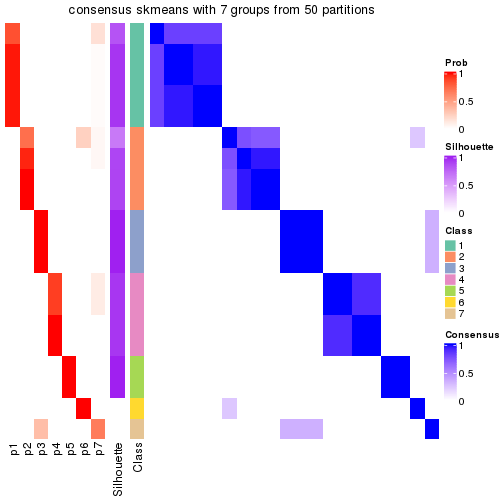 consensus skmeans with 7 groups from 50 partitions
Prob
1
0.5
0
Silhouette
1
0.5
0
Class
1
2
3
4
5
6
7
Consensus
1
0.5
0
p1
p2
p3
p4
p5
p6
p7
Silhouette
Class